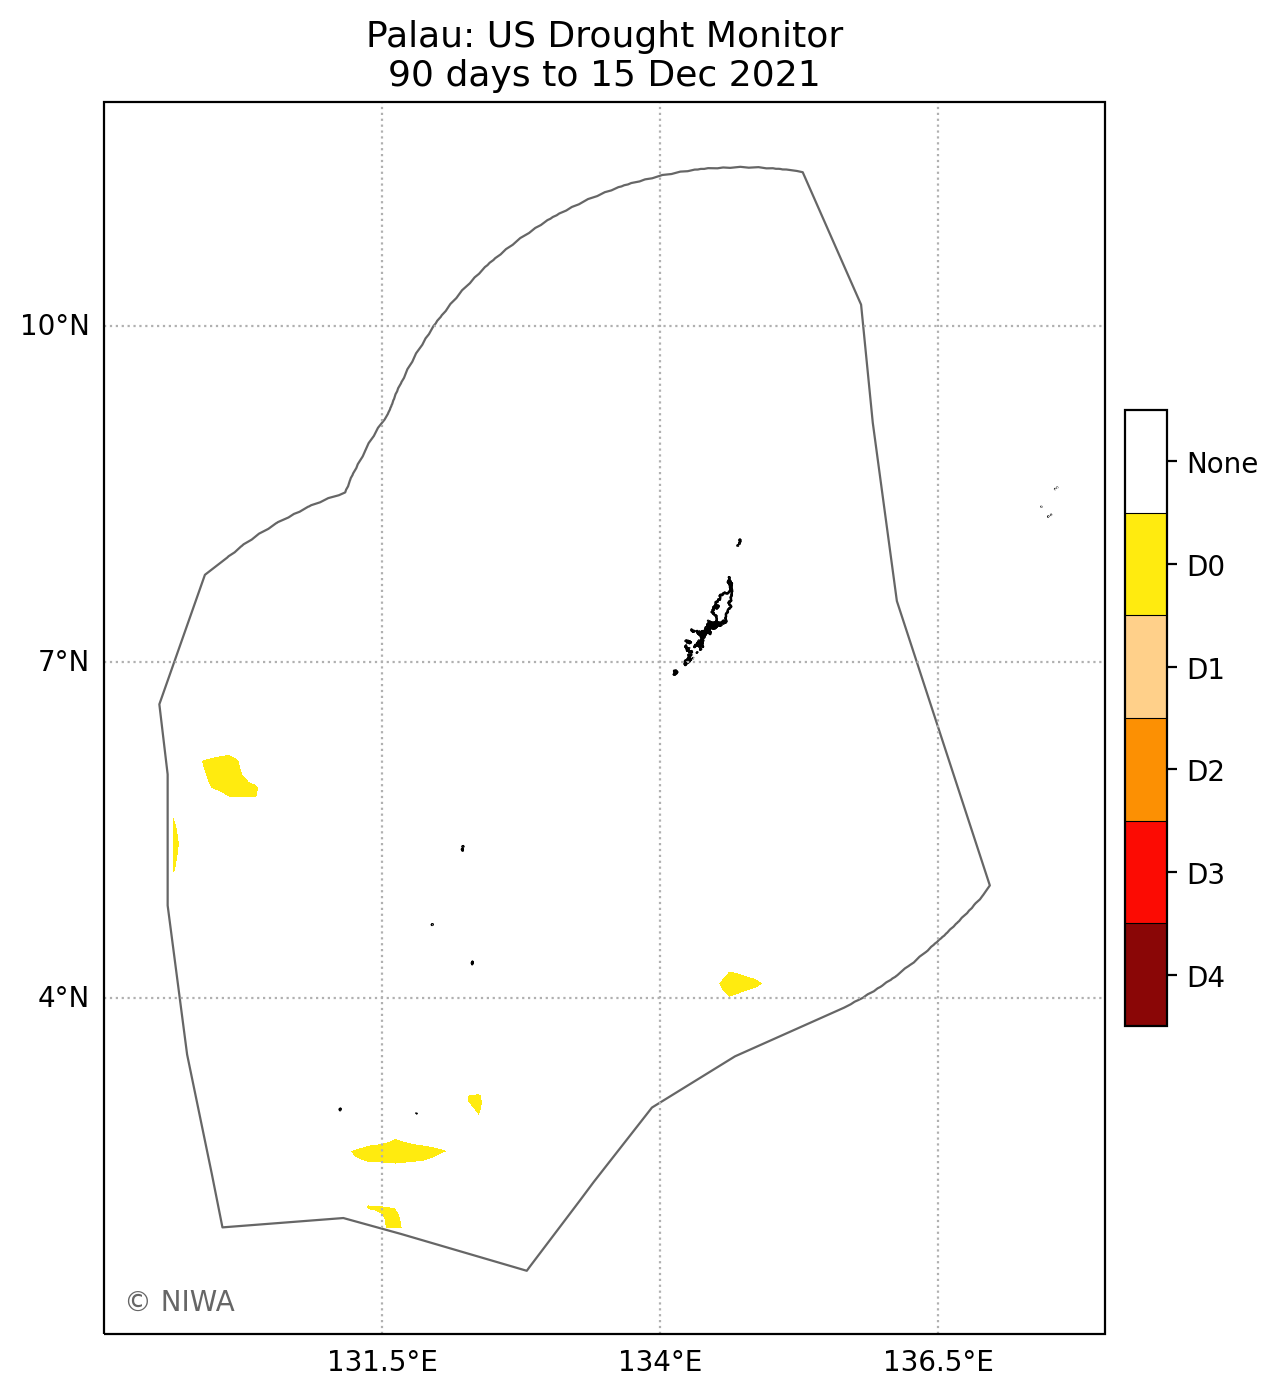 Palau: US Drought Monitor
90 days to 15 Dec 2021
10°N
7°N
4°N
131.5°E
134°E
136.5°E
None
D0
D1
D2
D3
D4
© NIWA